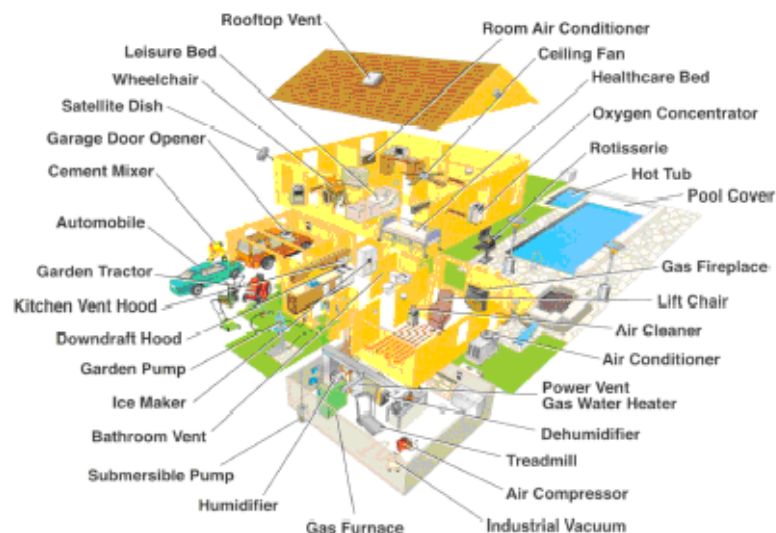 Rooftop Vent
Leisure Bed
Wheelchair
Satellite Dish
Garage Door Opener
Cement Mixer
Automobile
Garden Tractor
Kitchen Vent Hood
Downdraft Hood
Garden Pump
Ice Maker
Bathroom Vent
Submersible Pump
Humidifier
Gas Furnace
Room Air Conditioner
Ceiling Fan
Healthcare Bed
Oxygen Concentrator
Rotisserie
Hot Tub
Pool Cover
Gas Fireplace
Lift Chair
Air Cleaner
Air Conditioner
Power Vent
Gas Water Heater
Dehumidifier
Treadmill
Air Compressor
Industrial Vacuum